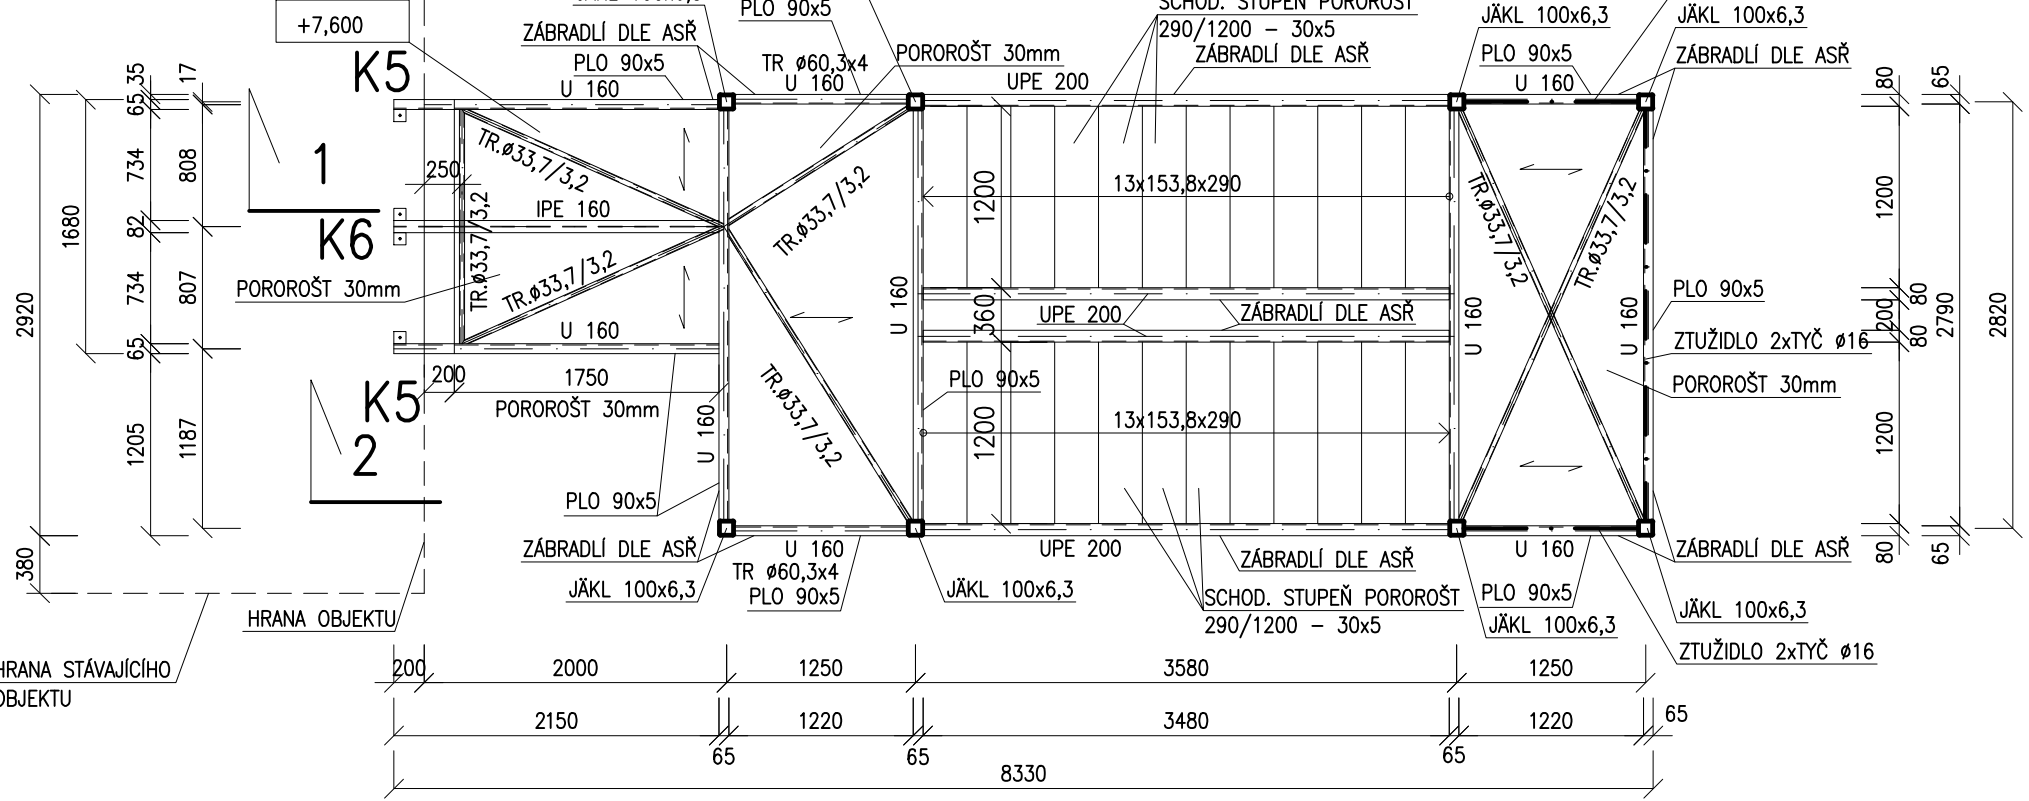 +7,600
ZÁBRADLÍ DLE ASŘ
PLO 90x5
U 160
PLO 90x5
TR ø60,3x4
U 160
POROROŠT 30mm
UPE 200
290/1200 – 30x5
ZÁBRADLÍ DLE ASŘ
JÄKL 100x6,3
PLO 90x5
U 160
JÄKL 100x6,3
ZÁBRADLÍ DLE ASŘ
K5
1
K6
K5
2
35
65
734
82
734
65
1205
17
808
807
1187
1680
2920
380
250
TR.ø33,7/3,2
IPE 160
TR.ø33,7/3,2
TR.ø33,7/3,2
POROROŠT 30mm
U 160
200
1750
POROROŠT 30mm
U 160
PLO 90x5
TR.ø33,7/3,2
TR.ø33,7/3,2
U 160
PLO 90x5
1200
360
1200
13x153,8x290
UPE 200
ZÁBRADLÍ DLE ASŘ
13x153,8x290
U 160
TR.ø33,7/3,2
TR.ø33,7/3,2
U 160
PLO 90x5
ZTUŽIDLO 2xTYČ ø16
POROROŠT 30mm
80
1200
80
200
80
1200
80
65
2790
65
2820
ZÁBRADLÍ DLE ASŘ
JÄKL 100x6,3
U 160
TR ø60,3x4
PLO 90x5
JÄKL 100x6,3
UPE 200
ZÁBRADLÍ DLE ASŘ
SCHOD. STUPEŇ POROROŠT
290/1200 – 30x5
U 160
PLO 90x5
JÄKL 100x6,3
ZÁBRADLÍ DLE ASŘ
JÄKL 100x6,3
ZTUŽIDLO 2xTYČ ø16
HRANA OBJEKTU
HRANA STÁVAJÍCÍHO
OBJEKTU
200
2000
1250
3580
1250
2150
65
1220
65
3480
65
1220
65
8330